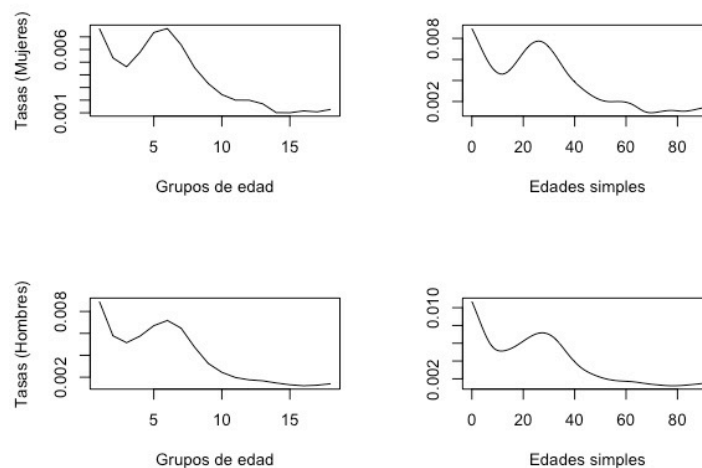 Tasas (Mujeres)
0.001 0.006
5 10 15
Grupos de edad
0.002 0.008
0 20 40 60 80
Edades simples
Tasas (Hombres)
0.002 0.008
5 10 15
Grupos de edad
0.002 0.010
0 20 40 60 80
Edades simples